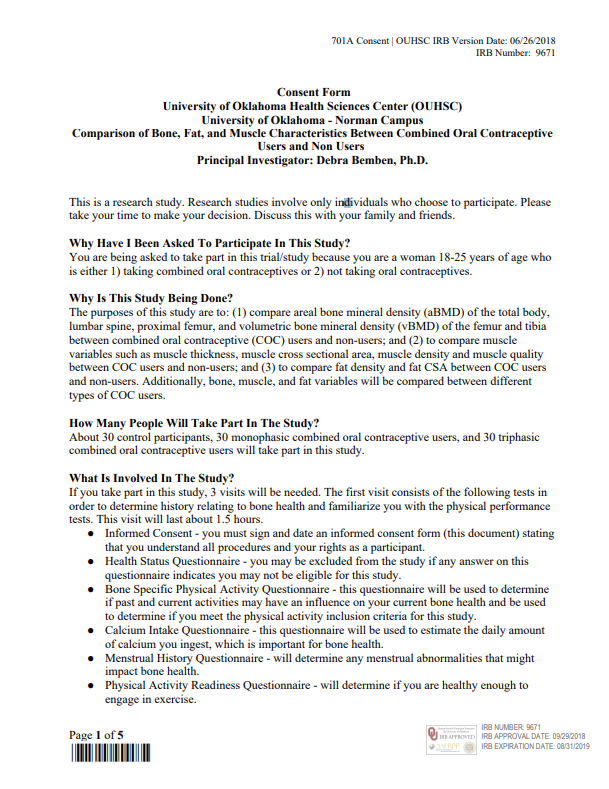 701A Consent | OUHSC IRB Version Date: 06/26/2018
IRB Number: 9671
Consent Form
University of Oklahoma Health Sciences Center (OUHSC)
University of Oklahoma - Norman Campus
Comparison of Bone, Fat, and Muscle Characteristics Between Combined Oral Contraceptive
Users and Non Users
Principal Investigator: Debra Bemben, Ph.D.
This is a research study. Research studies involve only individuals who choose to participate. Please
take your time to make your decision. Discuss this with your family and friends.
Why Have I Been Asked To Participate In This Study?
You are being asked to take part in this trial/study because you are a woman 18-25 years of age who
is either 1) taking combined oral contraceptives or 2) not taking oral contraceptives.
Why Is This Study Being Done?
The purposes of this study are to: (1) compare areal bone mineral density (aBMD) of the total body,
lumbar spine, proximal femur, and volumetric bone mineral density (vBMD) of the femur and tibia
between combined oral contraceptive (COC) users and non-users; and (2) to compare muscle
variables such as muscle thickness, muscle cross sectional area, muscle density and muscle quality
between COC users and non-users; and (3) to compare fat density and fat CSA between COC users
and non-users. Additionally, bone, muscle, and fat variables will be compared between different
types of COC users.
How Many People Will Take Part In The Study?
About 30 control participants, 30 monophasic combined oral contraceptive users, and 30 triphasic
combined oral contraceptive users will take part in this study.
What Is Involved In The Study?
If you take part in this study, 3 visits will be needed. The first visit consists of the following tests in
order to determine history relating to bone health and familiarize you with the physical performance
tests. This visit will last about 1.5 hours.
● Informed Consent - you must sign and date an informed consent form (this document) stating
that you understand all procedures and your rights as a participant.
● Health Status Questionnaire - you may be excluded from the study if any answer on this
questionnaire indicates you may not be eligible for this study.
● Bone Specific Physical Activity Questionnaire - this questionnaire will be used to determine
if past and current activities may have an influence on your current bone health and be used
to determine if you meet the physical activity inclusion criteria for this study.
● Calcium Intake Questionnaire - this questionnaire will be used to estimate the daily amount
of calcium you ingest, which is important for bone health.
● Menstrual History Questionnaire - will determine any menstrual abnormalities that might
impact bone health.
● Physical Activity Readiness Questionnaire - will determine if you are healthy enough to
engage in exercise.
Page 1 of 5
IRB APPROVED
IRB NUMBER: 9671
IRB APPROVAL DATE: 09/29/2018
IRB EXPIRATION DATE: 08/31/2019